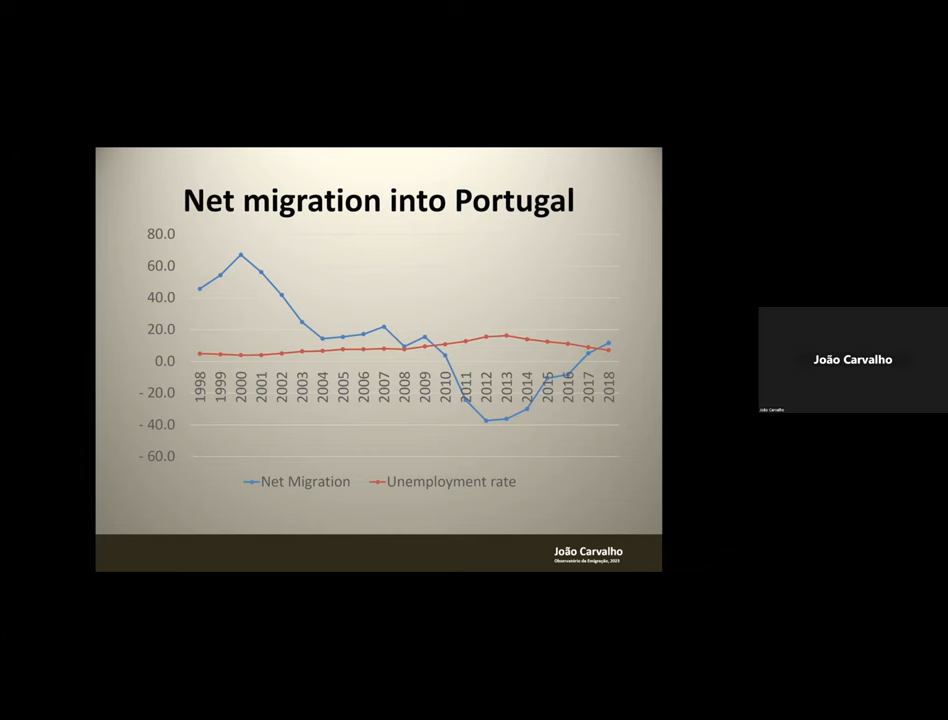 Net migration into Portugal
80.0
60.0
40.0
20.0
0.0
- 20.0
- 40.0
- 60.0
1998 1999 2000 2001 2002 2003 2004 2005 2006 2007 2008 2009 2010 2011 2012 2013 2014 2015 2016 2017 2018
Net Migration Unemployment rate
João Carvalho
Observatório da Emigração, 2023
João Carvalho
João Carvalho